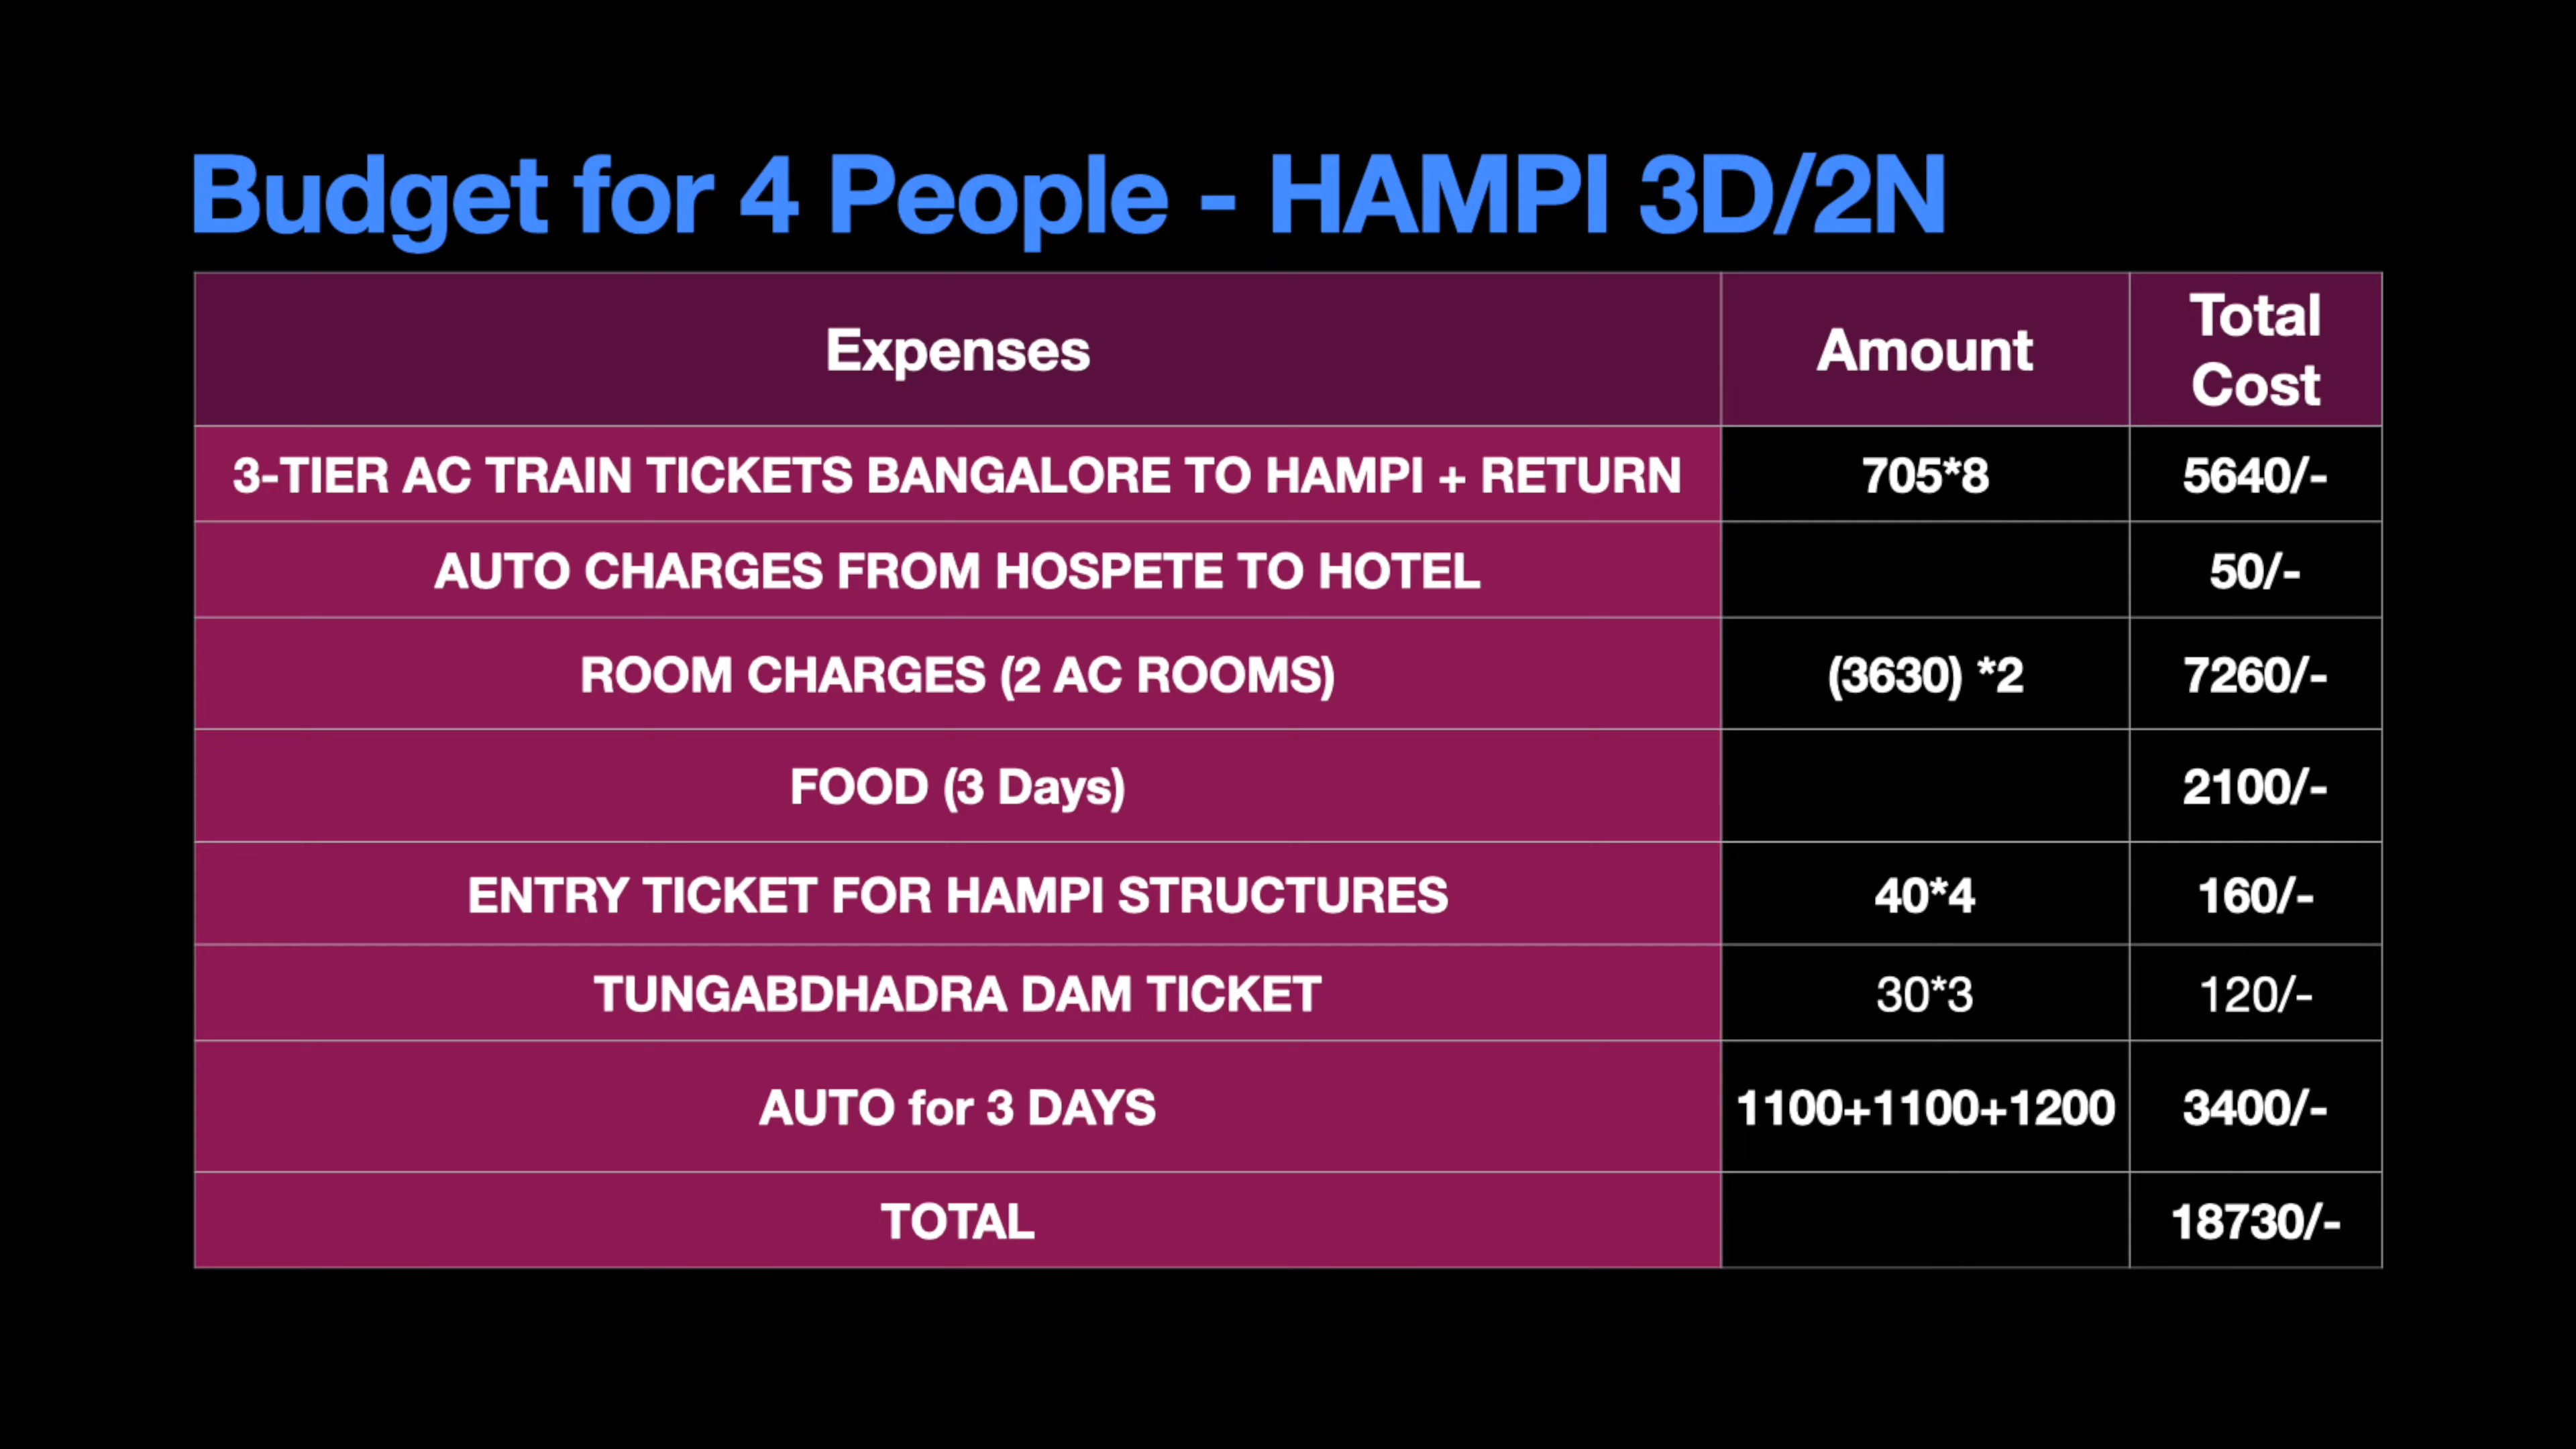 Budget for 4 People - HAMPI 3D/2N
Expenses Amount Total Cost
3-TIER AC TRAIN TICKETS BANGALORE TO HAMPI + RETURN 705*8 5640/-
AUTO CHARGES FROM HOSPETE TO HOTEL 50/-
ROOM CHARGES (2 AC ROOMS) (3630) *2 7260/-
FOOD (3 Days) 2100/-
ENTRY TICKET FOR HAMPI STRUCTURES 40*4 160/-
TUNGABDHADRA DAM TICKET 30*3 120/-
AUTO for 3 DAYS 1100+1100+1200 3400/-
TOTAL 18730/-